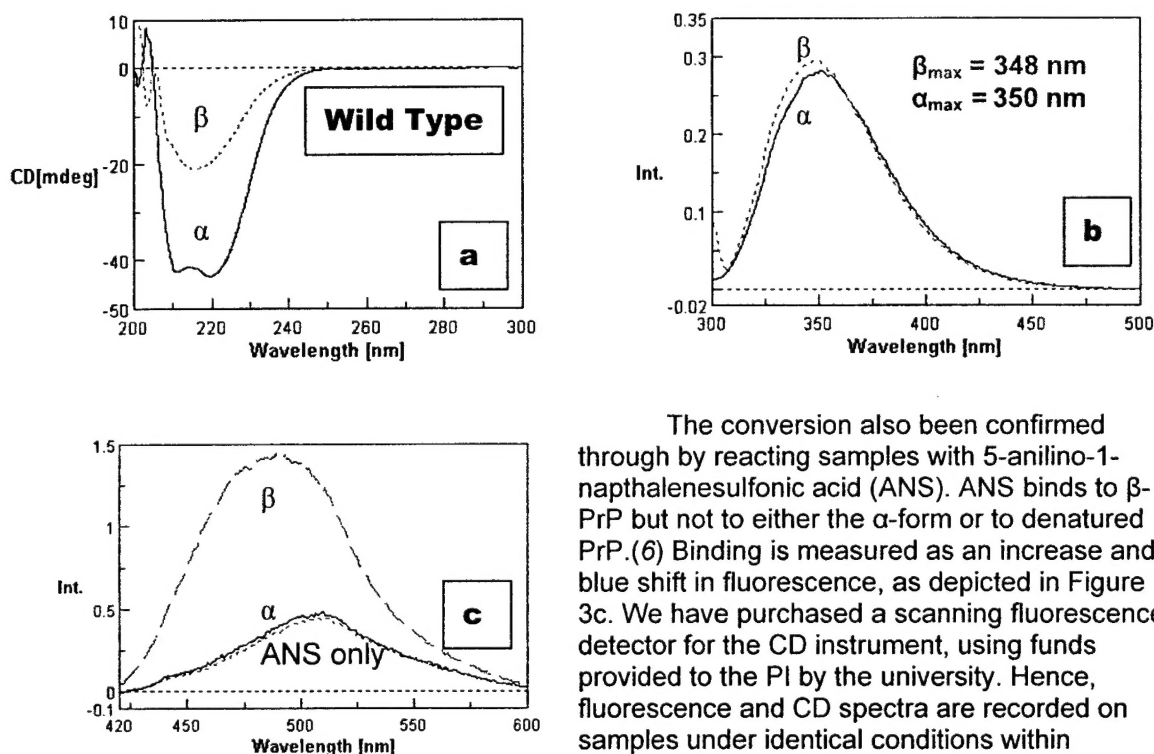 10
0
-20
-40
-50
CD[mdeg]
β
α
Wild Type
a
200 220 240 260 280 300
Wavelength [nm]
0.35
0.3
0.2
0.1
-0.02
Int.
β
α
βmax = 348 nm
αmax = 350 nm
b
300 350 400 450 500
Wavelength [nm]
1.5
1
0.5
0
-0.1
Int.
β
α
ANS only
c
420 450 500 550 600
Wavelength [nm]
The conversion also been confirmed
through by reacting samples with 5-anilino-1-
napthalenesulfonic acid (ANS). ANS binds to β-
PrP but not to either the α-form or to denatured
PrP.(6) Binding is measured as an increase and
blue shift in fluorescence, as depicted in Figure
3c. We have purchased a scanning fluorescence
detector for the CD instrument, using funds
provided to the PI by the university. Hence,
fluorescence and CD spectra are recorded on
samples under identical conditions within